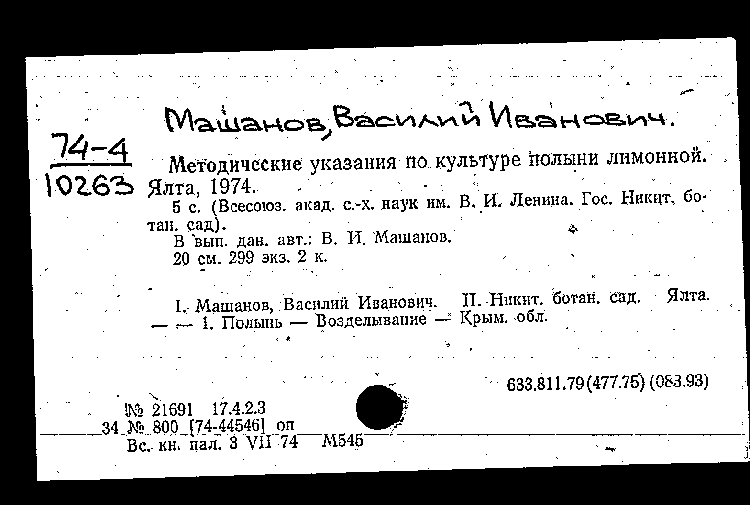 Машанов, Василий Иванович.
74-4
10263
Методические указания по культуре полыни лимонной.
Ялта, 1974.
5 с. (Всесоюз. акад. с.-х. наук им. В. И. Ленина. Гос. Никит. бо-
тан. сад).
В вып. дан. авт.: В. И. Машанов.
20 см. 299 экз. 2 к.
I. Машанов, Василий Иванович. II. Никит. ботан. сад. Ялта.
— — 1. Полынь — Возделывание — Крым. обл.
633.811.79(477.75)(083.93)
№ 21691 17.4.2.3
34 № 800 [74-44546] оп
Вс. кн. пал. 3 VII 74 М545